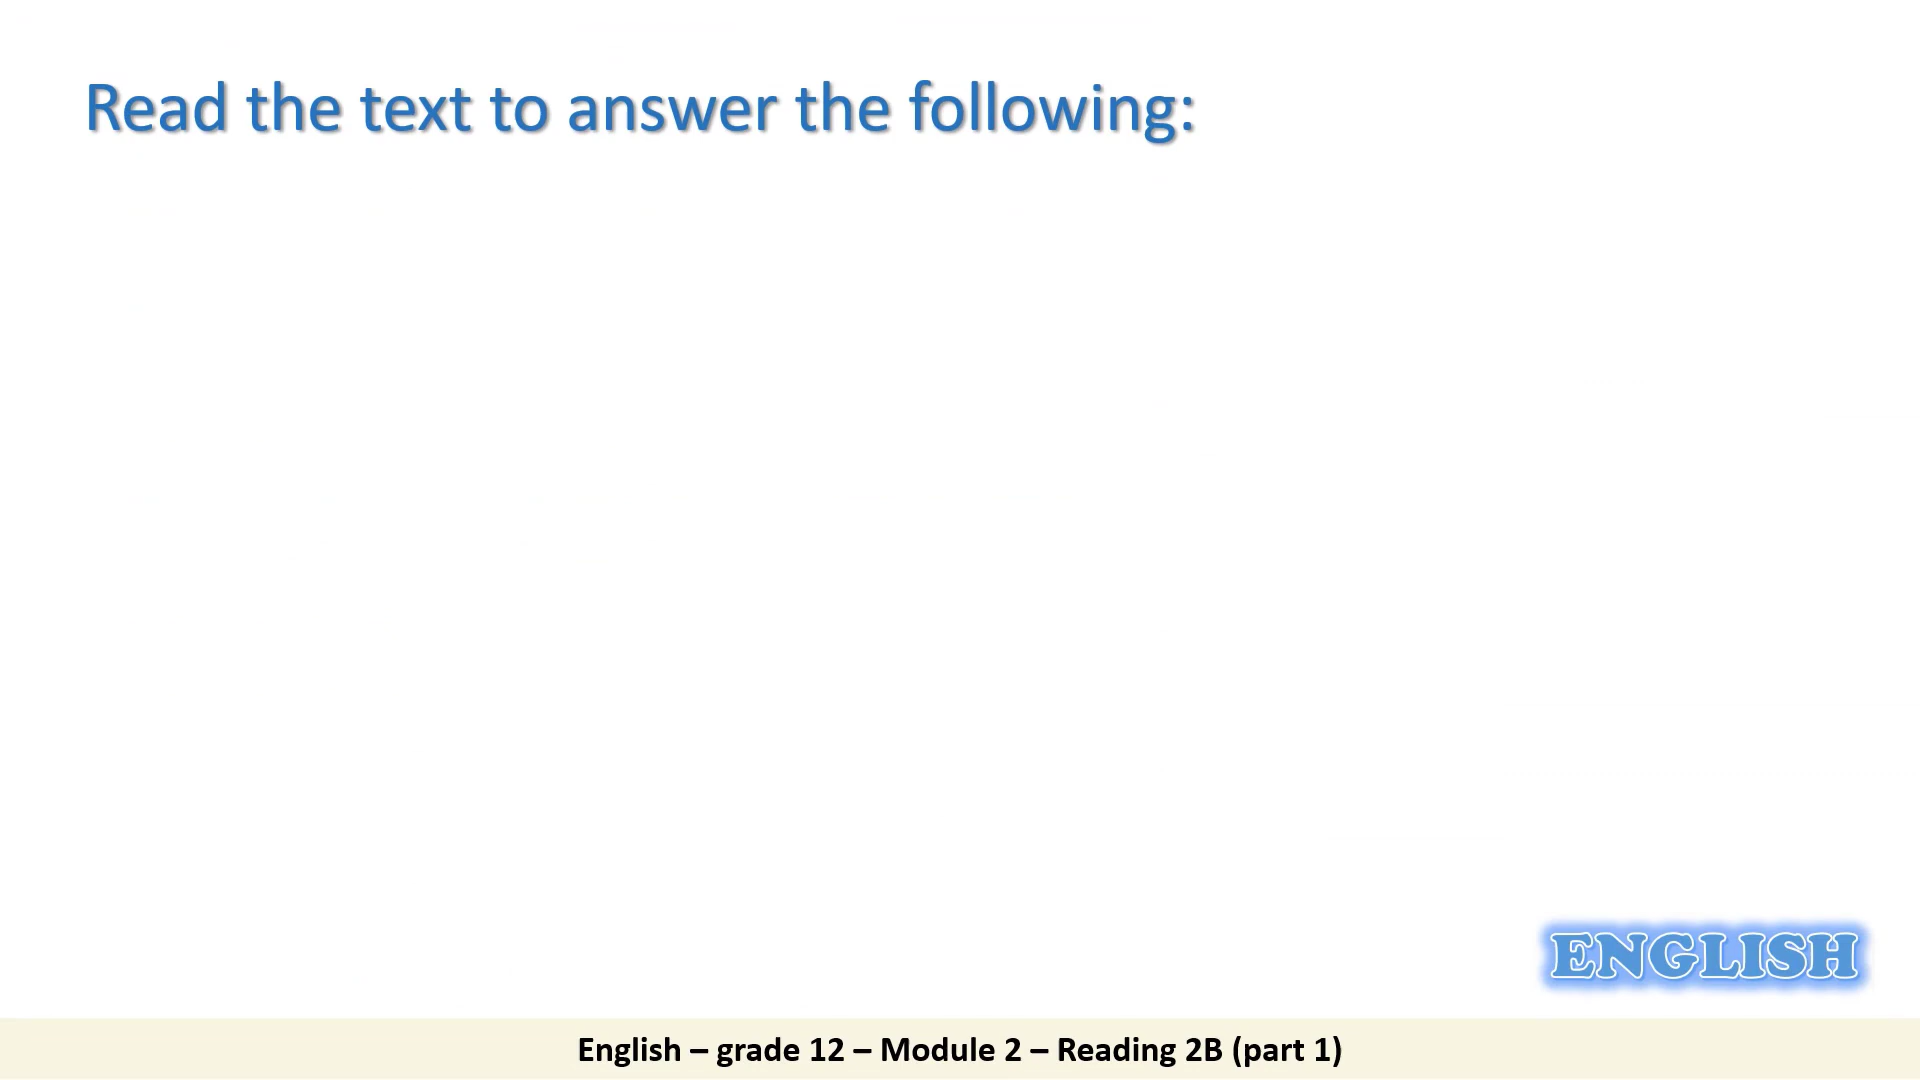 Read the text to answer the following:
ENGLISH
English – grade 12 – Module 2 – Reading 2B (part 1)